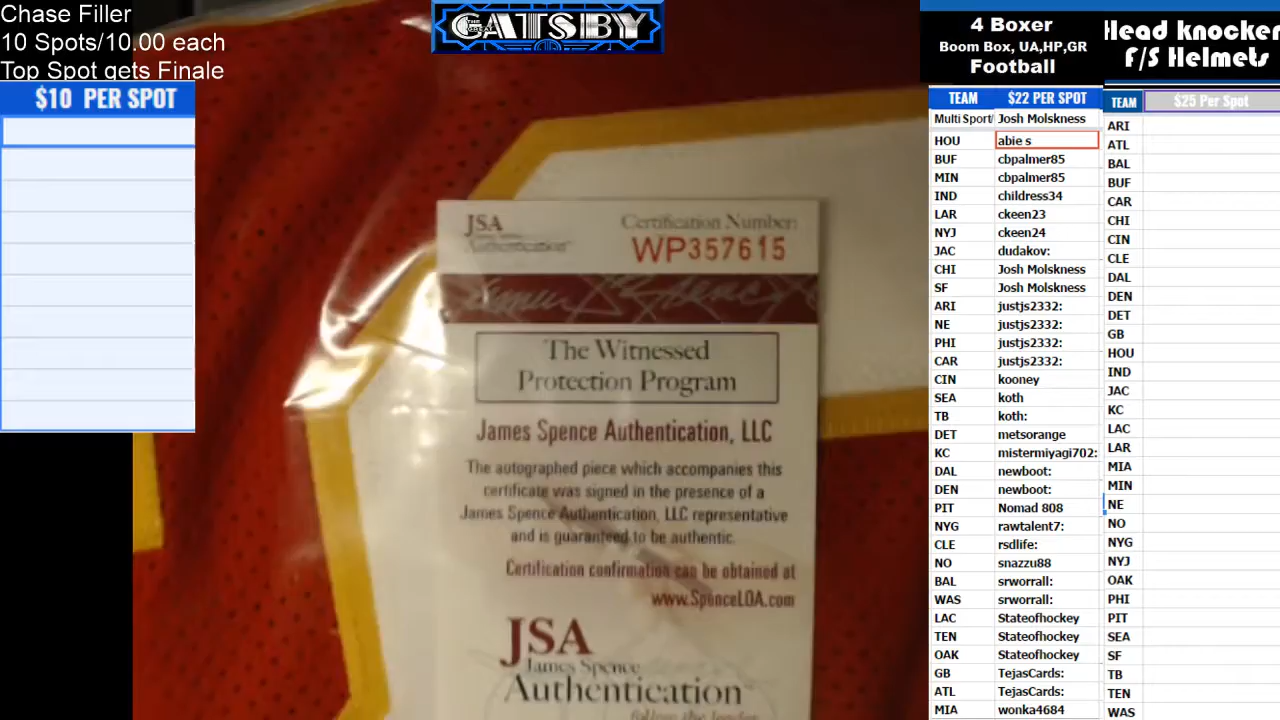 Chase Filler
10 Spots/10.00 each
Top Spot gets Finale
$10 PER SPOT
THE GREAT
GATSBY
JSA
Authentication
Certification Number:
WP357615
The Witnessed
Protection Program
James Spence Authentication, LLC
The autographed piece which accompanies this
certificate was signed in the presence of a
James Spence Authentication, LLC representative
and is guaranteed to be authentic.
Certification confirmation can be obtained at
www.SpenceLOA.com
JSA
James Spence
Authentication™
follow the leader
4 Boxer
Boom Box, UA,HP,GR
Football
TEAM $22 PER SPOT
Multi Sport/ Josh Molskness
HOU abie s
BUF cbpalmer85
MIN cbpalmer85
IND childress34
LAR ckeen23
NYJ ckeen24
JAC dudakov:
CHI Josh Molskness
SF Josh Molskness
ARI justjs2332:
NE justjs2332:
PHI justjs2332:
CAR justjs2332:
CIN kooney
SEA koth
TB koth:
DET metsorange
KC mistermiyagi702:
DAL newboot:
DEN newboot:
PIT Nomad 808
NYG rawtalent7:
CLE rsdlife:
NO snazzu88
BAL srworrall:
WAS srworrall:
LAC Stateofhockey
TEN Stateofhockey
OAK Stateofhockey
GB TejasCards:
ATL TejasCards:
MIA wonka4684
Head knocker
F/S Helmets
TEAM $25 Per Spot
ARI
ATL
BAL
BUF
CAR
CHI
CIN
CLE
DAL
DEN
DET
GB
HOU
IND
JAC
KC
LAC
LAR
MIA
MIN
NE
NO
NYG
NYJ
OAK
PHI
PIT
SEA
SF
TB
TEN
WAS